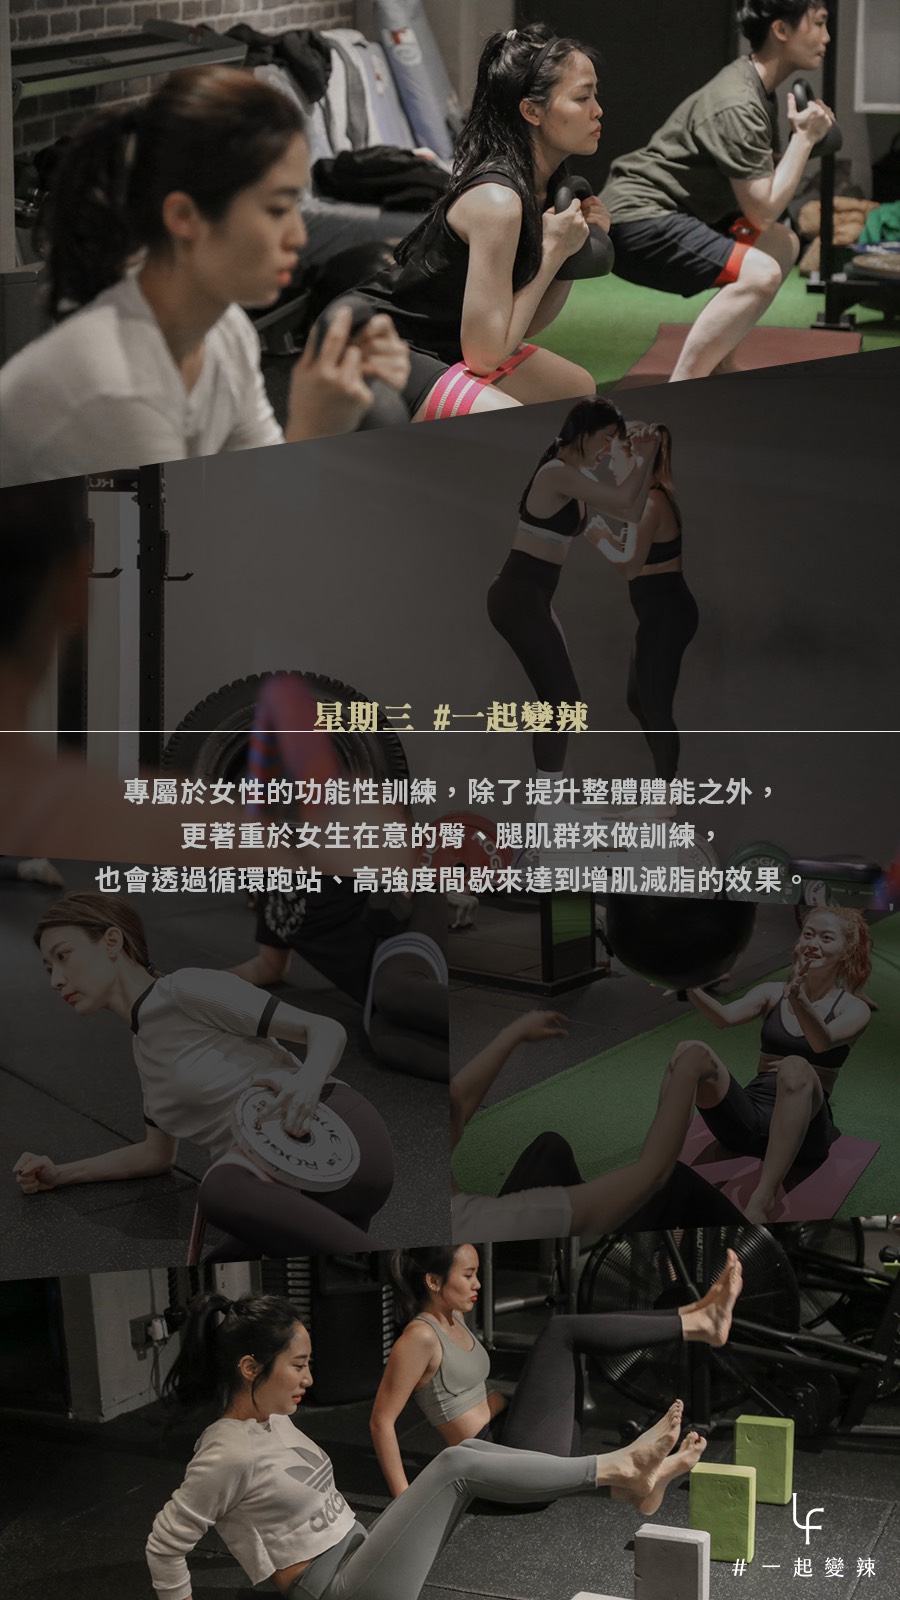 星期三 #一起變辣
專屬於女性的功能性訓練，除了提升整體體能之外，
更著重於女生在意的臀、腿肌群來做訓練，
也會透過循環跑站、高強度間歇來達到增肌減脂的效果。
ROGUE
ROGUE
adidas
LF
#一起變辣